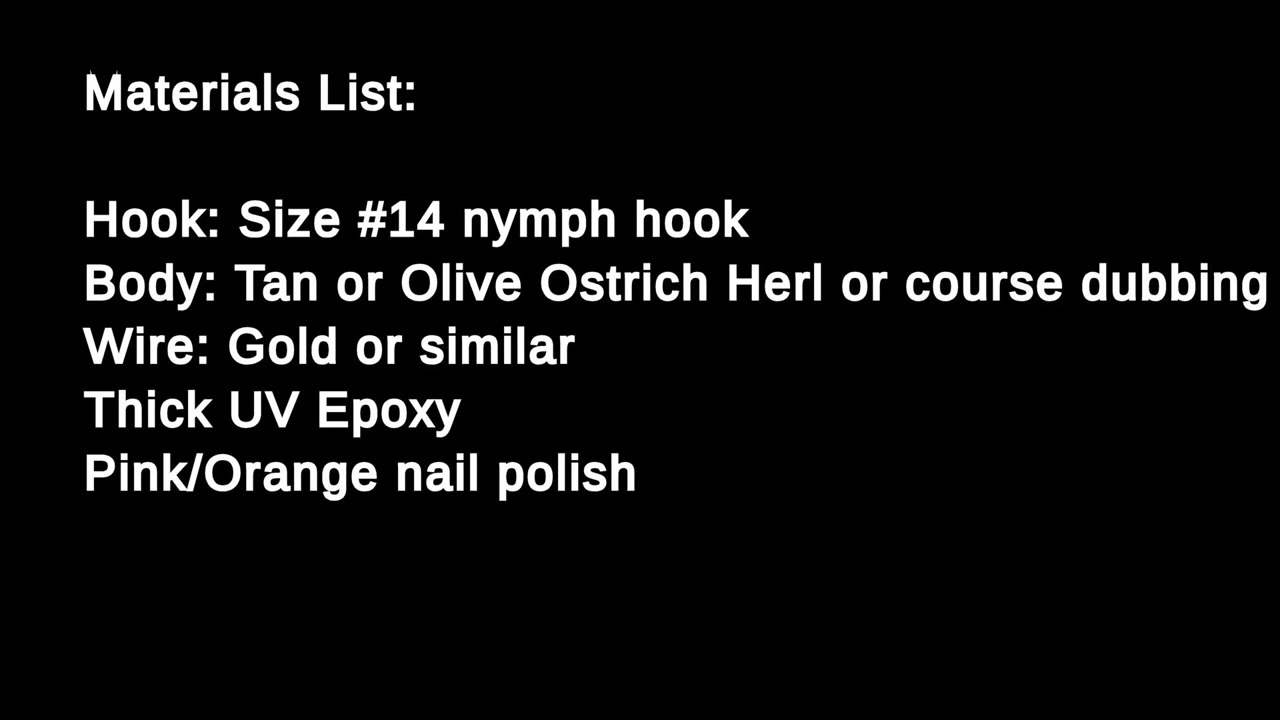 Materials List:
Hook: Size #14 nymph hook
Body: Tan or Olive Ostrich Herl or course dubbing
Wire: Gold or similar
Thick UV Epoxy
Pink/Orange nail polish